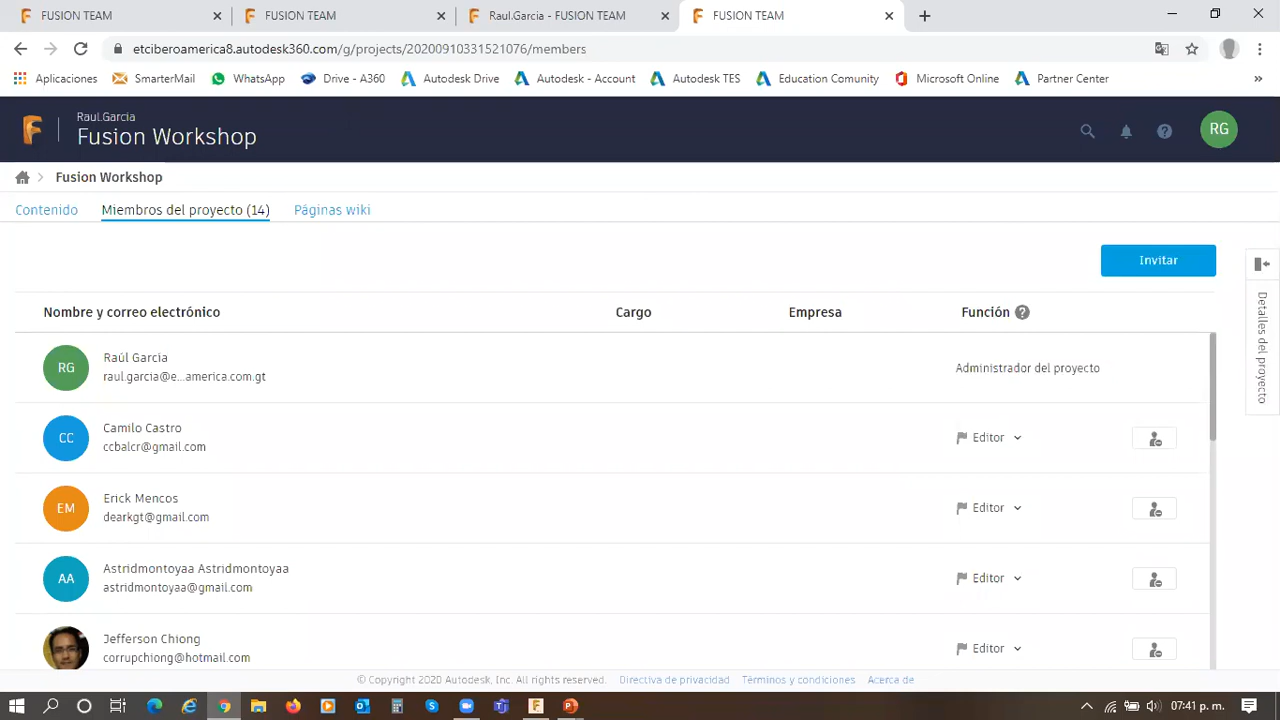 FUSION TEAM
FUSION TEAM
Raul.Garcia - FUSION TEAM
FUSION TEAM
etciberoamerica8.autodesk360.com/g/projects/20200910331521076/members
Aplicaciones
SmarterMail
WhatsApp
Drive - A360
Autodesk Drive
Autodesk - Account
Autodesk TES
Education Comunity
Microsoft Online
Partner Center
»
Raul.Garcia
Fusion Workshop
RG
Fusion Workshop
Contenido
Miembros del proyecto (14)
Páginas wiki
Invitar
Detalles del proyecto
Nombre y correo electrónico
Cargo
Empresa
Función
RG
Raúl García
raul.garcia@e...america.com.gt
Administrador del proyecto
CC
Camilo Castro
ccbalcr@gmail.com
Editor
EM
Erick Mencos
dearkgt@gmail.com
Editor
AA
Astridmontoyaa Astridmontoyaa
astridmontoyaa@gmail.com
Editor
Jefferson Chiong
corrupchiong@hotmail.com
Editor
© Copyright 2020 Autodesk, Inc. All rights reserved.
Directiva de privacidad
Términos y condiciones
Acerca de
07:41 p. m.